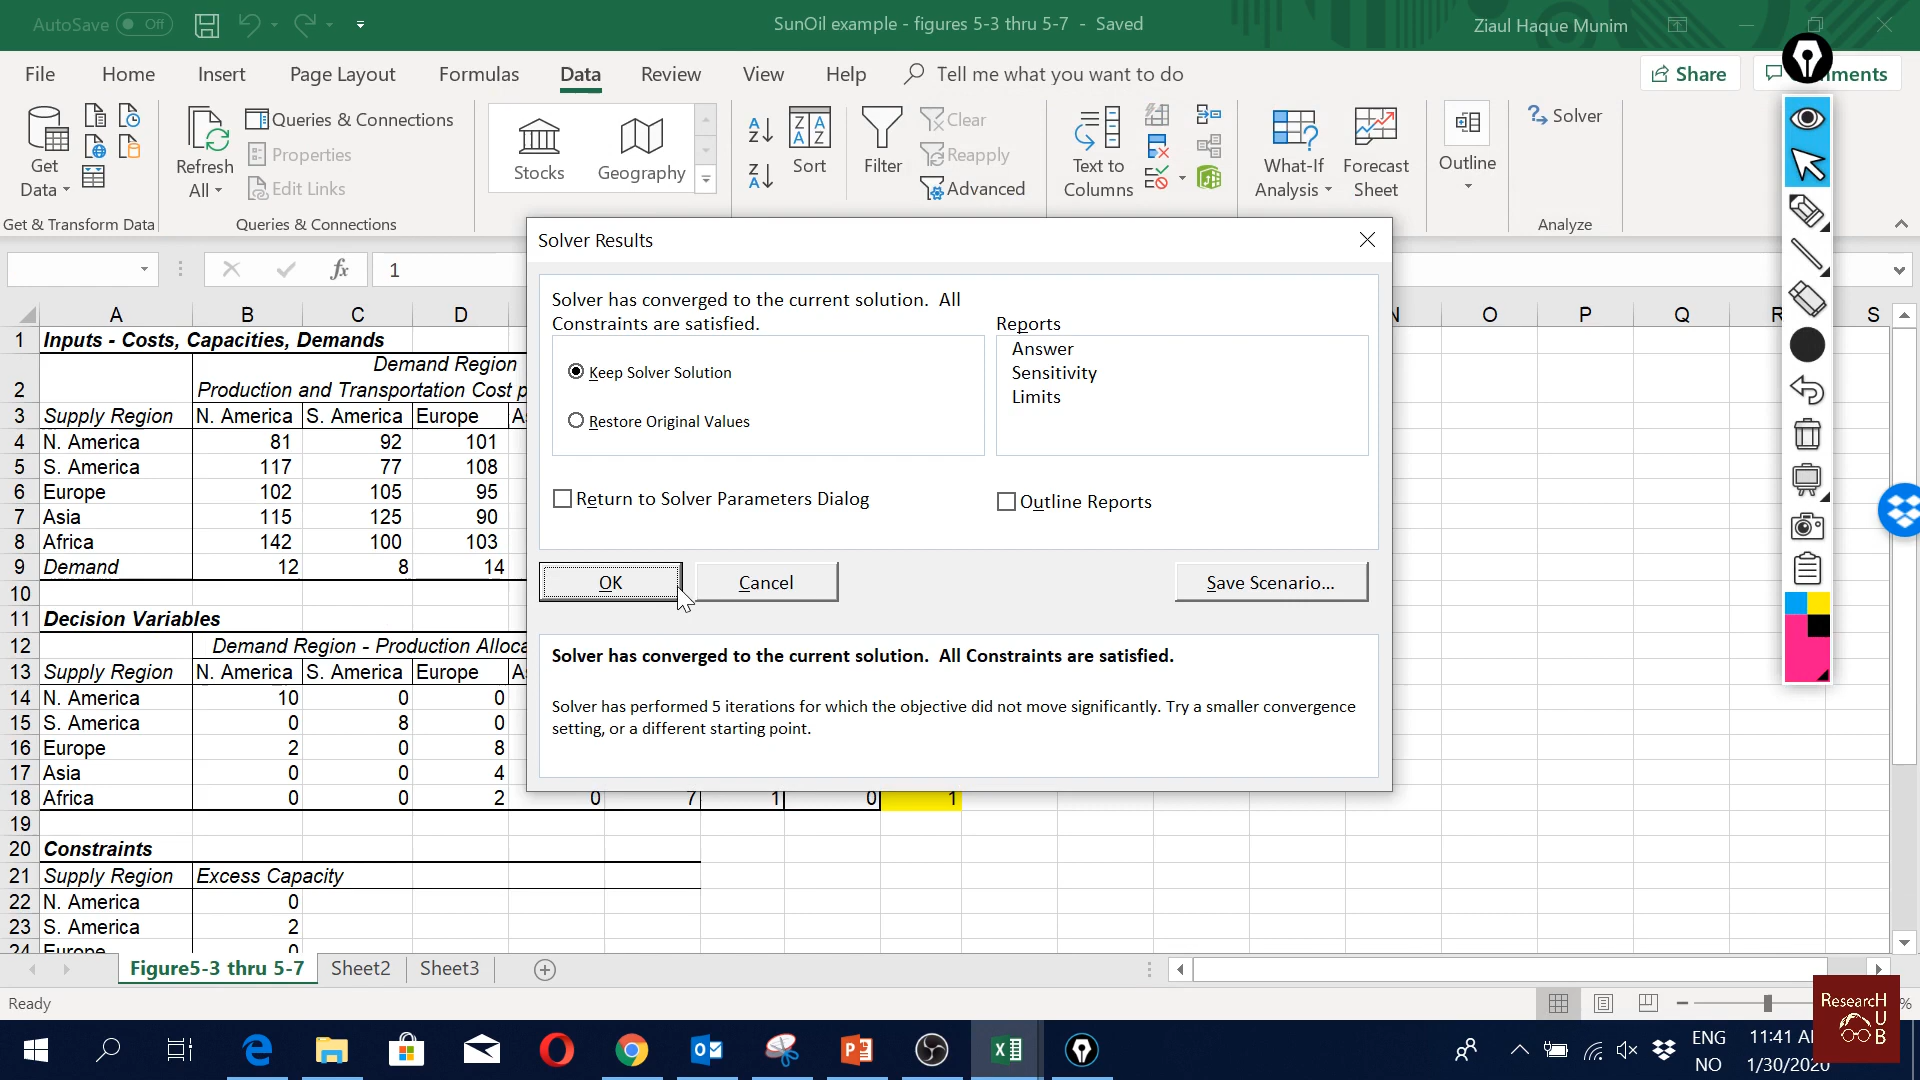 AutoSave Off
SunOil example - figures 5-3 thru 5-7 - Saved
Ziaul Haque Munim
File Home Insert Page Layout Formulas Data Review View Help Tell me what you want to do
Share
ments
Get Data
Refresh All
Queries & Connections
Properties
Edit Links
Stocks
Geography
Sort
Filter
Clear
Reapply
Advanced
Text to Columns
What-If Analysis
Forecast Sheet
Outline
Solver
Get & Transform Data
Queries & Connections
Analyze
fx 1
A B C D N O P Q R S
1 Inputs - Costs, Capacities, Demands
Demand Region
2 Production and Transportation Cost p
3 Supply Region N. America S. America Europe A
4 N. America 81 92 101
5 S. America 117 77 108
6 Europe 102 105 95
7 Asia 115 125 90
8 Africa 142 100 103
9 Demand 12 8 14
10
11 Decision Variables
12 Demand Region - Production Alloca
13 Supply Region N. America S. America Europe A
14 N. America 10 0 0
15 S. America 0 8 0
16 Europe 2 0 8
17 Asia 0 0 4
18 Africa 0 0 2 0 7 1 0 1
19
20 Constraints
21 Supply Region Excess Capacity
22 N. America 0
23 S. America 2
24 Europe 0
Solver Results
Solver has converged to the current solution. All
Constraints are satisfied.
Keep Solver Solution
Restore Original Values
Reports
Answer
Sensitivity
Limits
Return to Solver Parameters Dialog
Outline Reports
OK
Cancel
Save Scenario...
Solver has converged to the current solution. All Constraints are satisfied.
Solver has performed 5 iterations for which the objective did not move significantly. Try a smaller convergence
setting, or a different starting point.
Figure5-3 thru 5-7 Sheet2 Sheet3
Ready
%
ResearcH
U
B
ENG
NO
11:41 A
1/30/2020